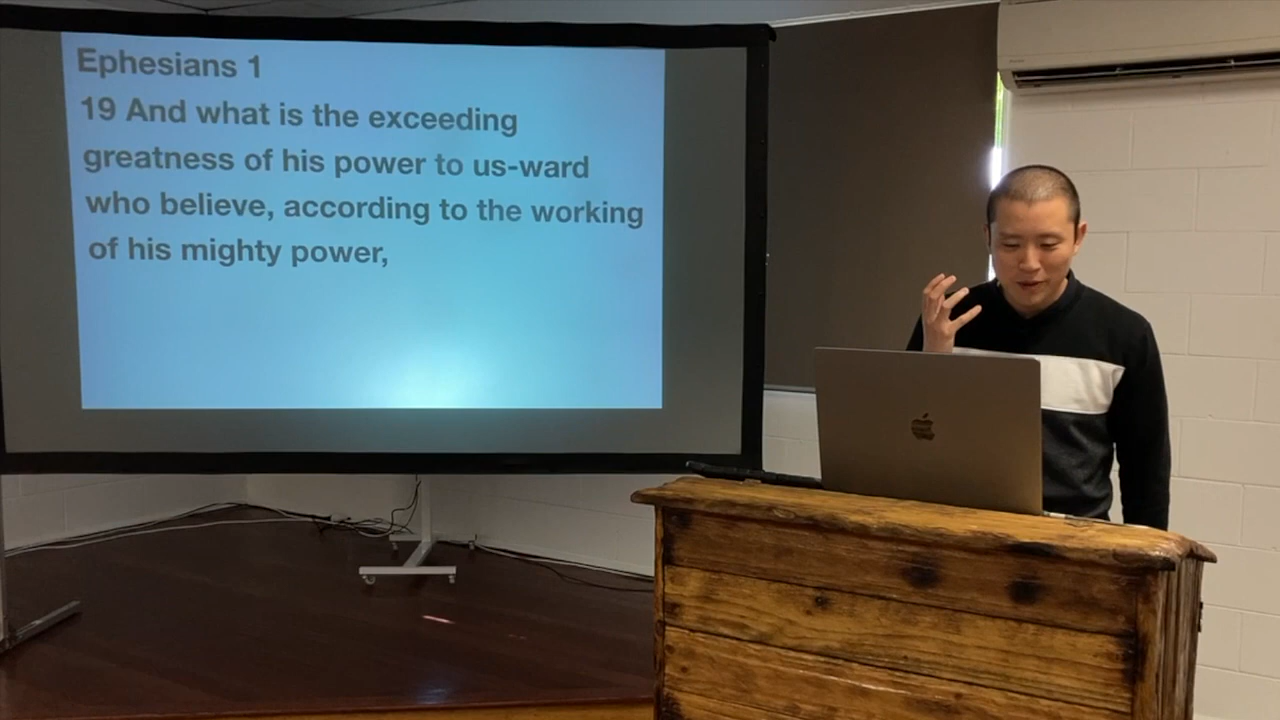 Ephesians 1
19 And what is the exceeding
greatness of his power to us-ward
who believe, according to the working
of his mighty power,